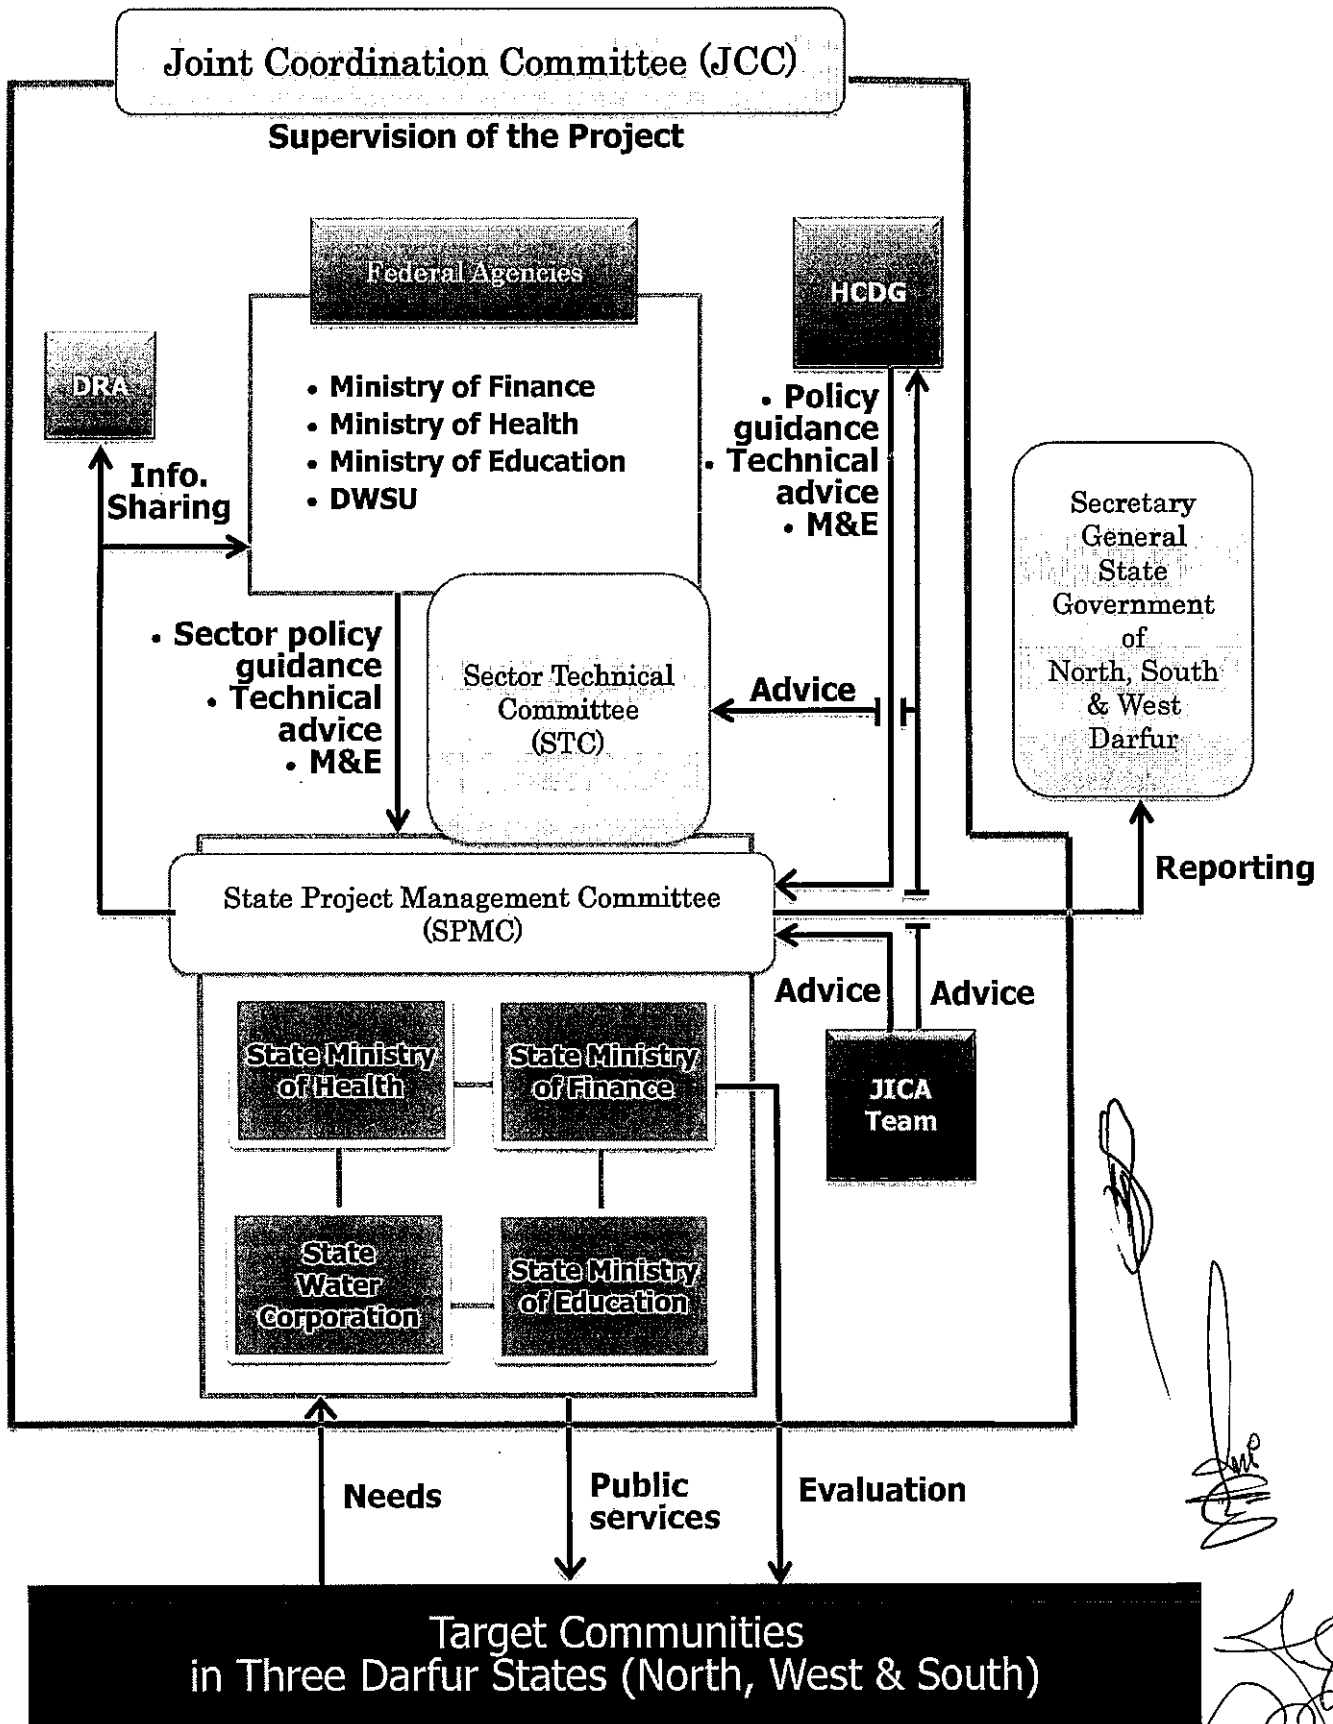 Joint Coordination Committee (JCC)
Supervision of the Project
Federal Agencies
HCDG
DRA
• Ministry of Finance
• Ministry of Health
• Ministry of Education
• DWSU
• Policy
guidance
• Technical
advice
• M&E
Info.
Sharing
Secretary
General
State
Government
of
North, South
& West
Darfur
• Sector policy
guidance
• Technical
advice
• M&E
Sector Technical
Committee
(STC)
Advice
Reporting
State Project Management Committee
(SPMC)
Advice
Advice
State Ministry
of Health
State Ministry
of Finance
JICA
Team
State
Water
Corporation
State Ministry
of Education
Needs
Public
services
Evaluation
Target Communities
in Three Darfur States (North, West & South)